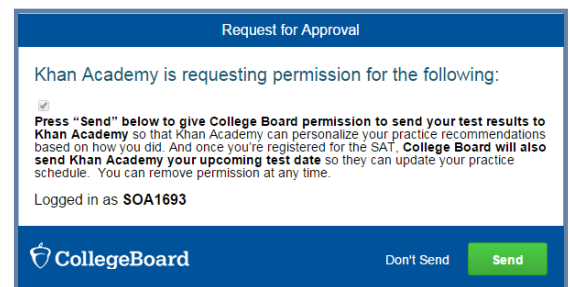 Request for Approval
Khan Academy is requesting permission for the following:
Press “Send” below to give College Board permission to send your test results to
Khan Academy so that Khan Academy can personalize your practice recommendations
based on how you did. And once you’re registered for the SAT, College Board will also
send Khan Academy your upcoming test date so they can update your practice
schedule. You can remove permission at any time.
Logged in as SOA1693
CollegeBoard
Don't Send
Send